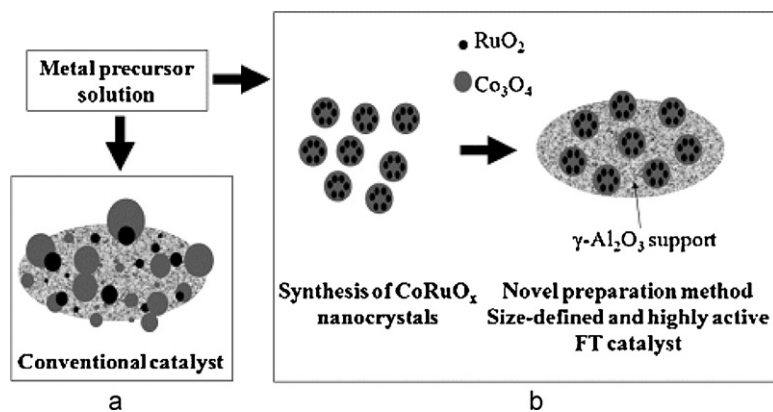 Metal precursor
solution
Conventional catalyst
a
RuO₂
Co₃O₄
γ-Al₂O₃ support
Synthesis of CoRuOₓ
nanocrystals
Novel preparation method
Size-defined and highly active
FT catalyst
b